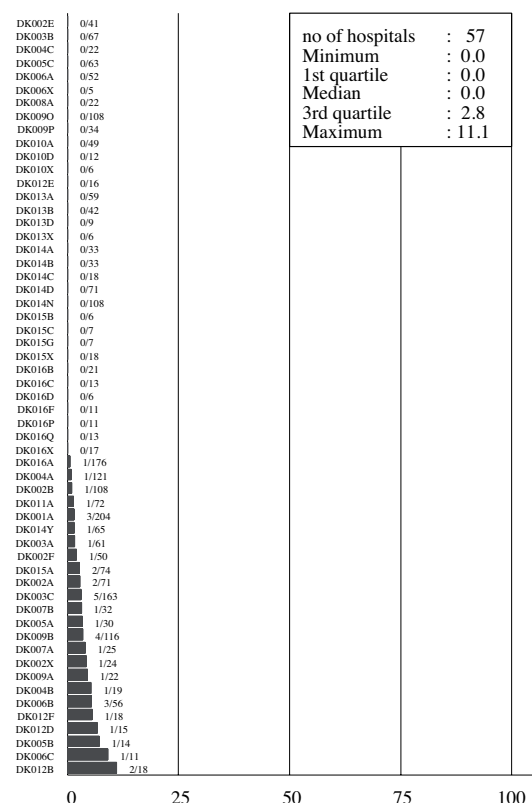 DK002E 0/41
DK003B 0/67
DK004C 0/22
DK005C 0/63
DK006A 0/52
DK006X 0/5
DK008A 0/22
DK009O 0/108
DK009P 0/34
DK010A 0/49
DK010D 0/12
DK010X 0/6
DK012E 0/16
DK013A 0/59
DK013B 0/42
DK013D 0/9
DK013X 0/6
DK014A 0/33
DK014B 0/33
DK014C 0/18
DK014D 0/71
DK014N 0/108
DK015B 0/6
DK015C 0/7
DK015G 0/7
DK015X 0/18
DK016B 0/21
DK016C 0/13
DK016D 0/6
DK016F 0/11
DK016P 0/11
DK016Q 0/13
DK016X 0/17
DK016A 1/176
DK004A 1/121
DK002B 1/108
DK011A 1/72
DK001A 3/204
DK014Y 1/65
DK003A 1/61
DK002F 1/50
DK015A 2/74
DK002A 2/71
DK003C 5/163
DK007B 1/32
DK005A 1/30
DK009B 4/116
DK007A 1/25
DK002X 1/24
DK009A 1/22
DK004B 1/19
DK006B 3/56
DK012F 1/18
DK012D 1/15
DK005B 1/14
DK006C 1/11
DK012B 2/18
no of hospitals : 57
Minimum : 0.0
1st quartile : 0.0
Median : 0.0
3rd quartile : 2.8
Maximum : 11.1
0 25 50 75 100